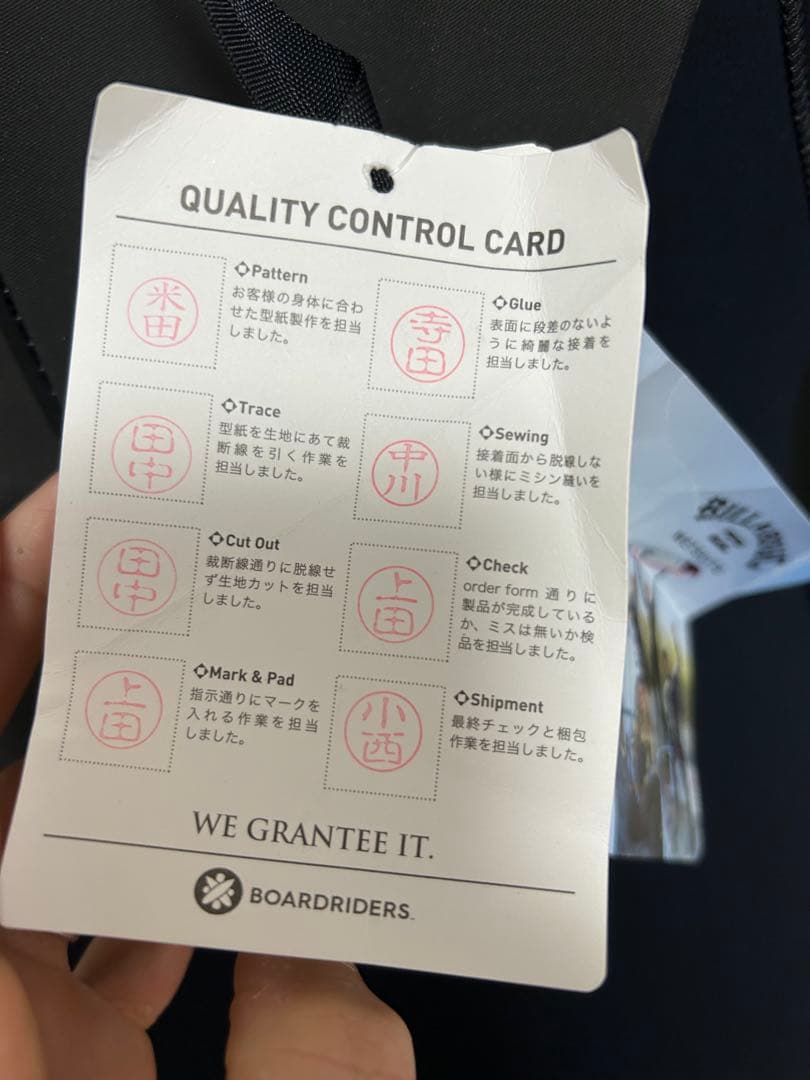 QUALITY CONTROL CARD
米田
Pattern
お客様の身体に合わ
せた型紙製作を担当
しました。
田中
Trace
型紙を生地にあて裁
断線を引く作業を
担当しました。
田中
Cut Out
裁断線通りに脱線せ
ず生地カットを担当
しました。
上田
Mark & Pad
指示通りにマークを
入れる作業を担当
しました。
寺田
Glue
表面に段差のないよ
うに綺麗な接着を
担当しました。
中川
Sewing
接着面から脱線しな
い様にミシン縫いを
担当しました。
上田
Check
order form 通りに
製品が完成している
か、ミスは無いか検
品を担当しました。
小西
Shipment
最終チェックと梱包
作業を担当しました。
WE GRANTEE IT.
BOARDRIDERS
BILLABONG